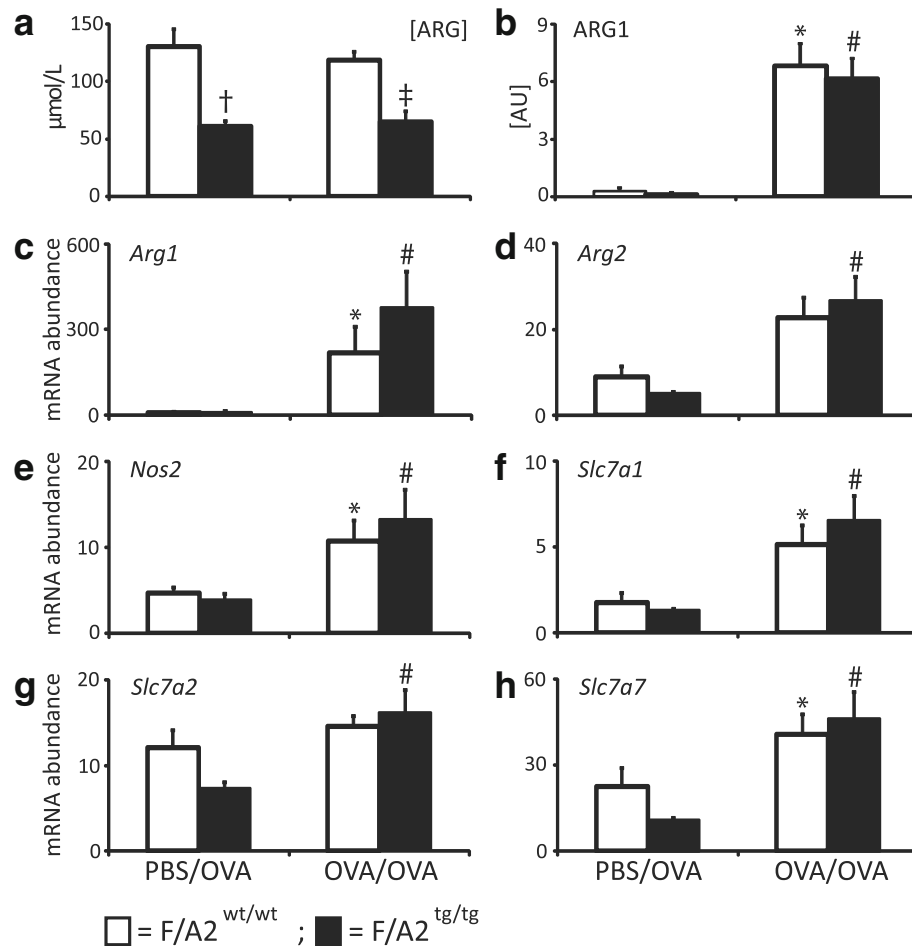 a [ARG]
μmol/L
150
100
50
0
†
‡
b ARG1
[AU]
9
6
3
0
*
#
c Arg1
mRNA abundance
600
300
0
*
#
d Arg2
40
20
0
#
e Nos2
mRNA abundance
20
10
0
*
#
f Slc7a1
10
5
0
*
#
g Slc7a2
mRNA abundance
20
10
0
#
PBS/OVA OVA/OVA
h Slc7a7
60
30
0
*
#
PBS/OVA OVA/OVA
= F/A2 wt/wt ; = F/A2 tg/tg